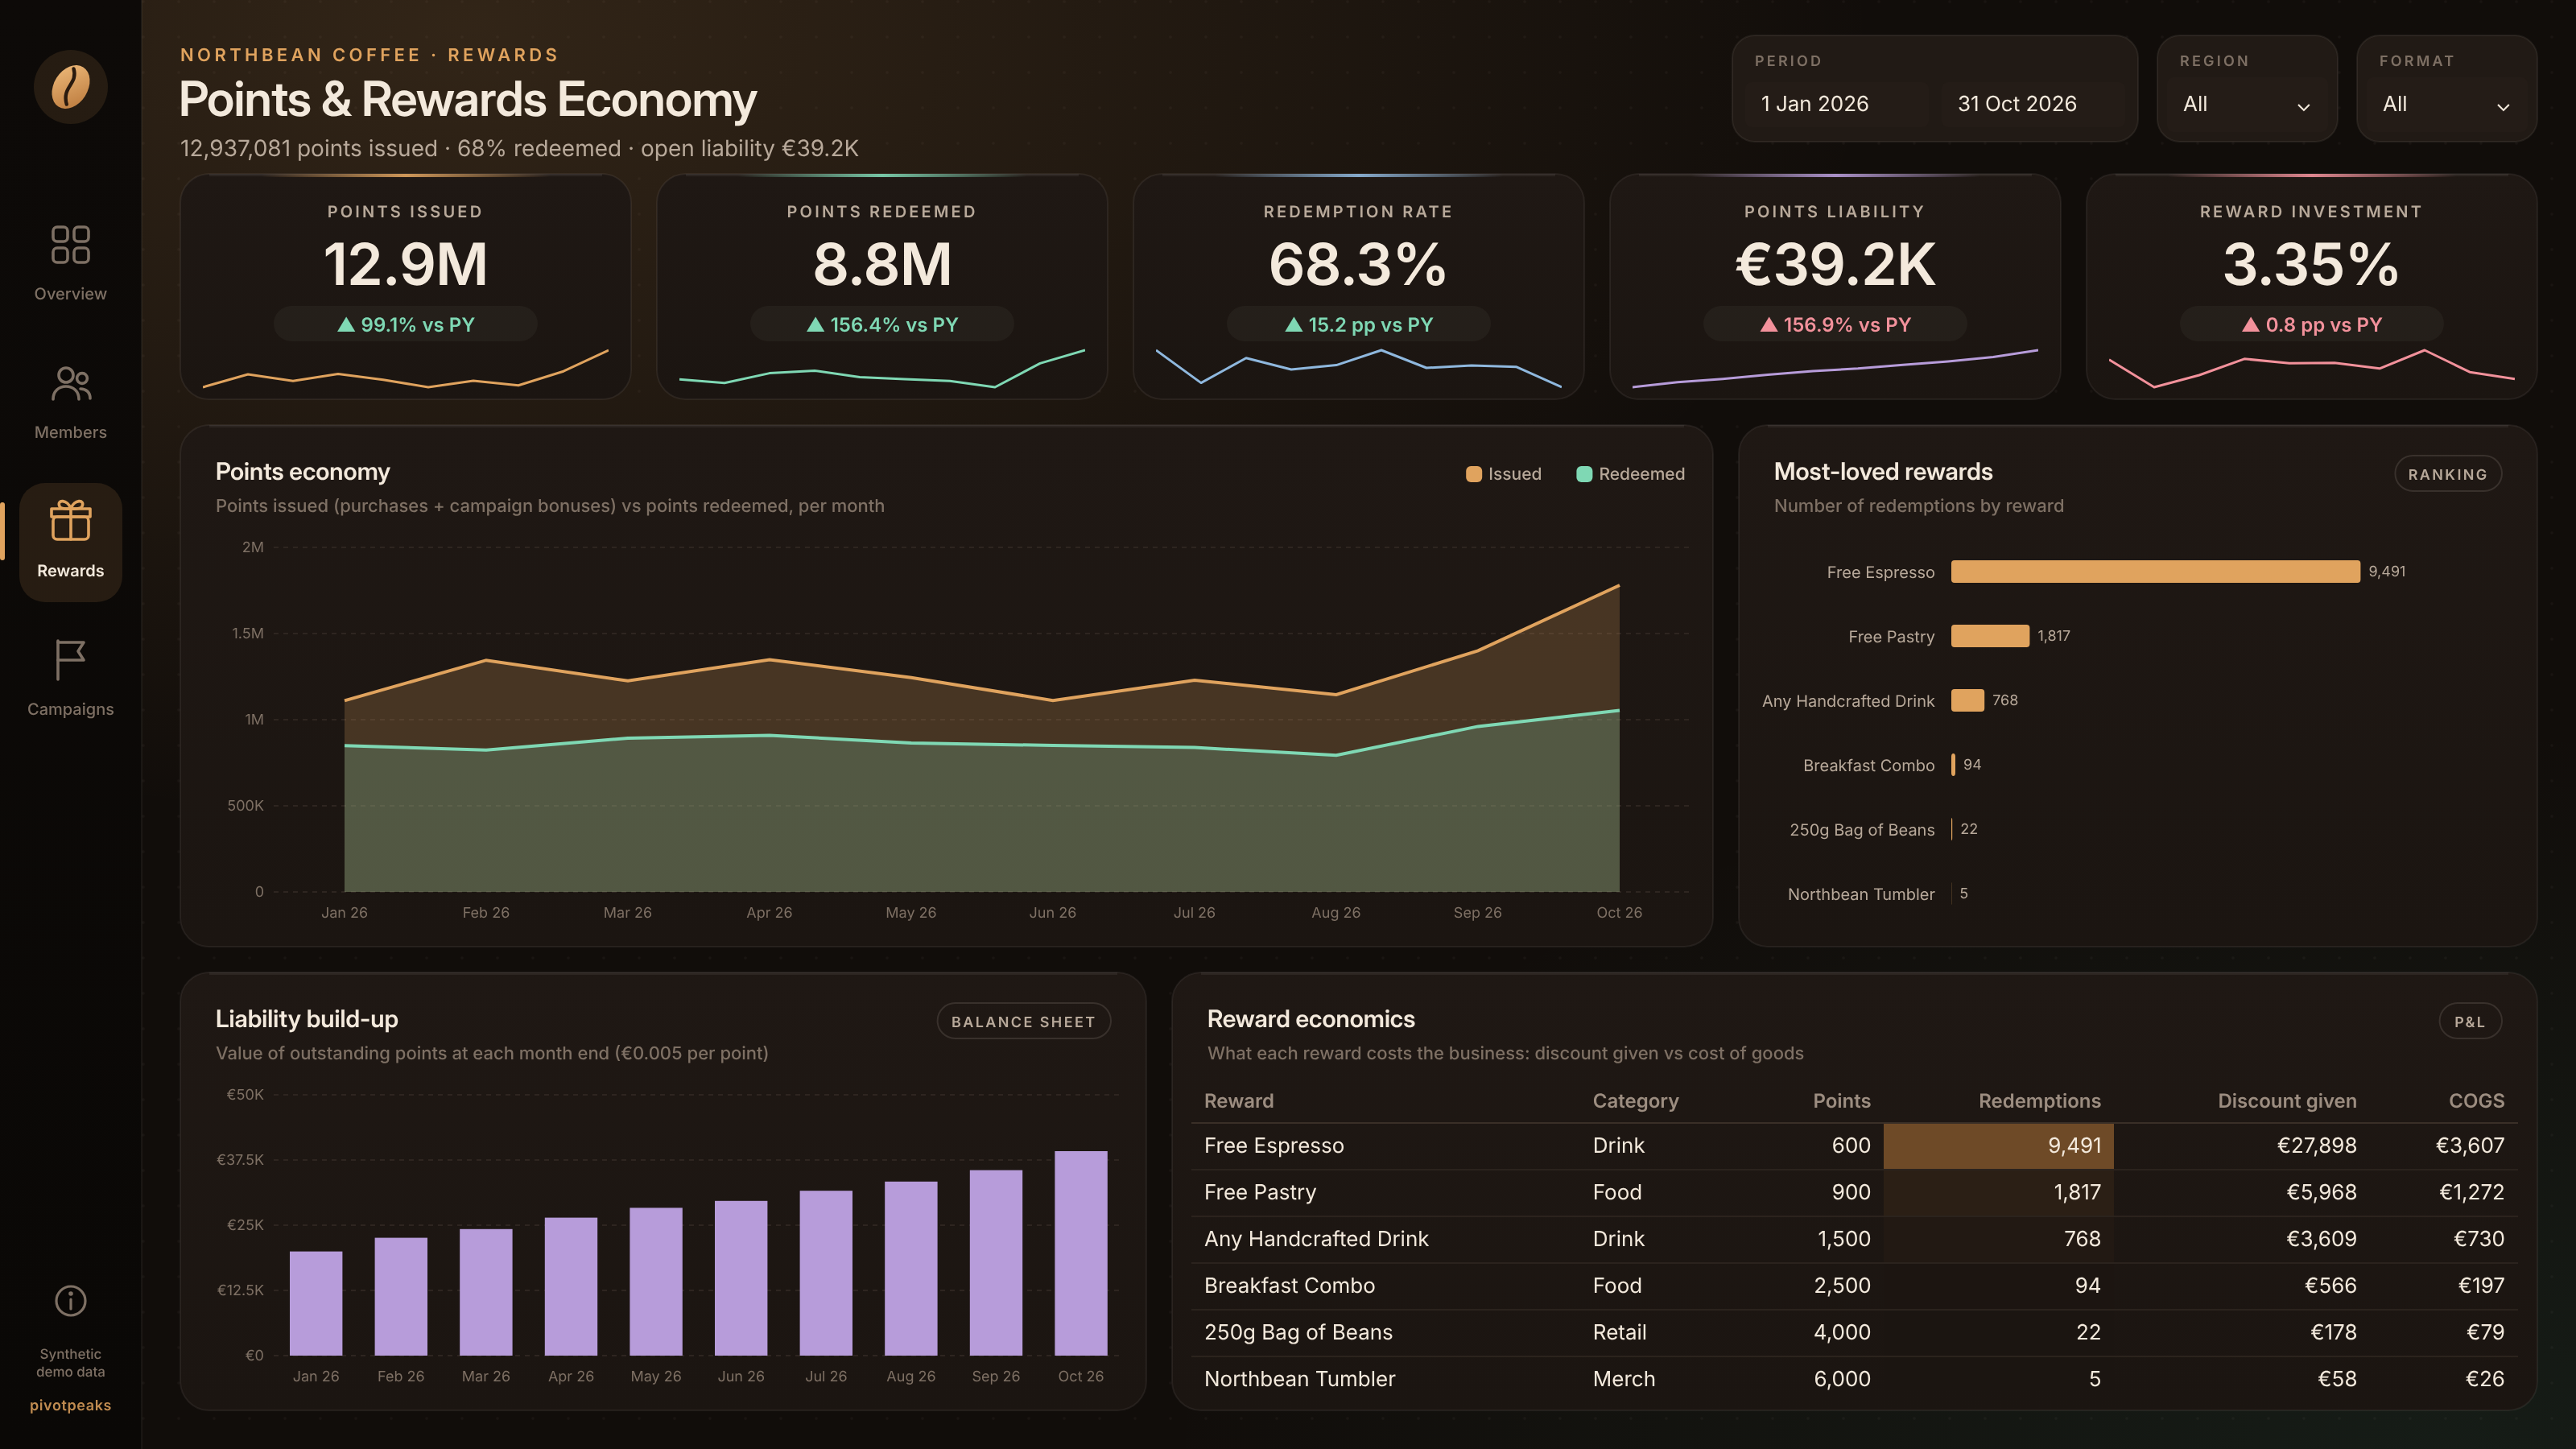 NORTHBEAN COFFEE · REWARDS
Points & Rewards Economy
12,937,081 points issued · 68% redeemed · open liability €39.2K
PERIOD
1 Jan 2026 31 Oct 2026
REGION
All
FORMAT
All
Overview
Members
Rewards
Campaigns
Synthetic
demo data
pivotpeaks
POINTS ISSUED
12.9M
▲ 99.1% vs PY
POINTS REDEEMED
8.8M
▲ 156.4% vs PY
REDEMPTION RATE
68.3%
▲ 15.2 pp vs PY
POINTS LIABILITY
€39.2K
▲ 156.9% vs PY
REWARD INVESTMENT
3.35%
▲ 0.8 pp vs PY
Points economy
Issued Redeemed
Points issued (purchases + campaign bonuses) vs points redeemed, per month
2M
1.5M
1M
500K
0
Jan 26 Feb 26 Mar 26 Apr 26 May 26 Jun 26 Jul 26 Aug 26 Sep 26 Oct 26
Most-loved rewards
RANKING
Number of redemptions by reward
Free Espresso 9,491
Free Pastry 1,817
Any Handcrafted Drink 768
Breakfast Combo 94
250g Bag of Beans 22
Northbean Tumbler 5
Liability build-up
BALANCE SHEET
Value of outstanding points at each month end (€0.005 per point)
€50K
€37.5K
€25K
€12.5K
€0
Jan 26 Feb 26 Mar 26 Apr 26 May 26 Jun 26 Jul 26 Aug 26 Sep 26 Oct 26
Reward economics
P&L
What each reward costs the business: discount given vs cost of goods
Reward Category Points Redemptions Discount given COGS
Free Espresso Drink 600 9,491 €27,898 €3,607
Free Pastry Food 900 1,817 €5,968 €1,272
Any Handcrafted Drink Drink 1,500 768 €3,609 €730
Breakfast Combo Food 2,500 94 €566 €197
250g Bag of Beans Retail 4,000 22 €178 €79
Northbean Tumbler Merch 6,000 5 €58 €26